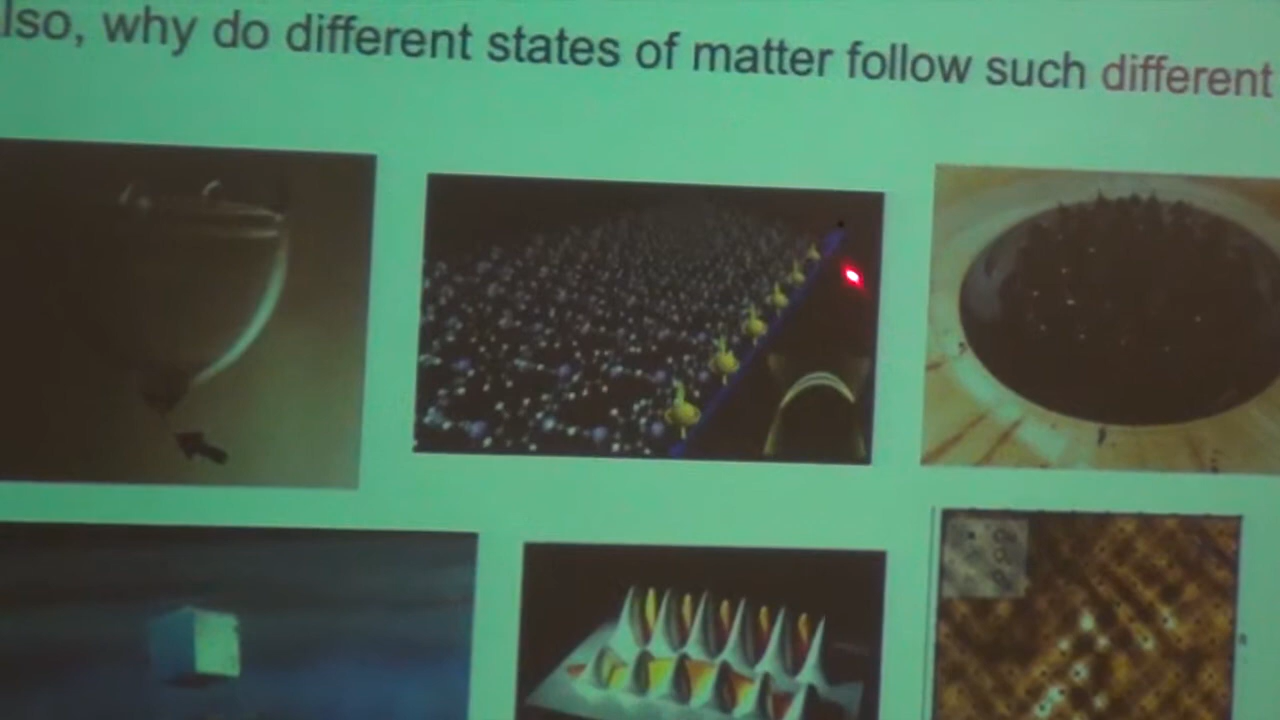 lso, why do different states of matter follow such different